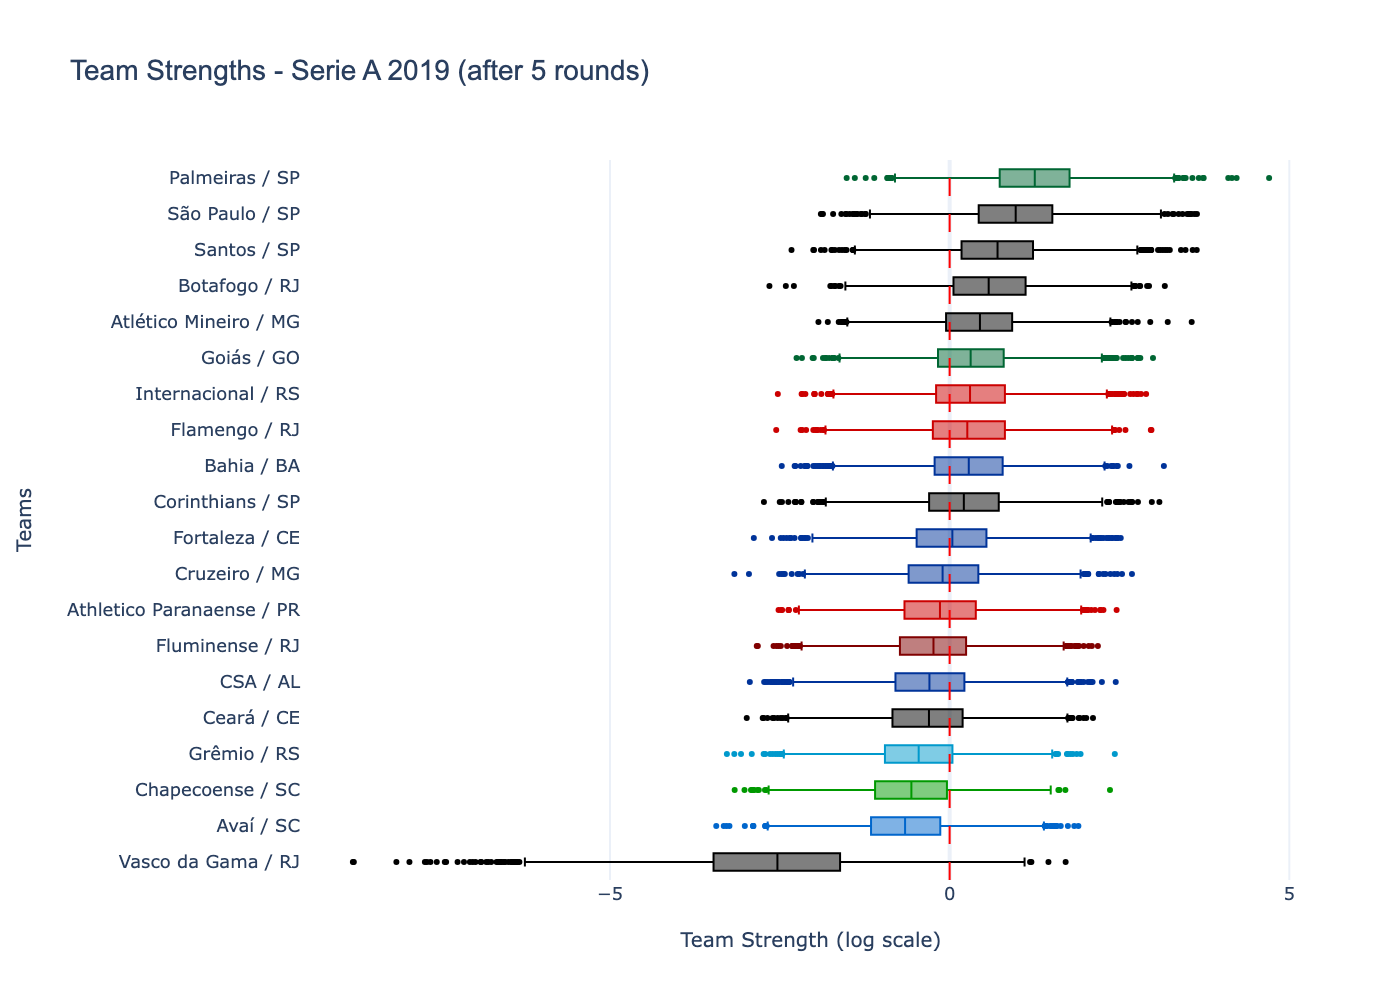 Team Strengths - Serie A 2019 (after 5 rounds)
Palmeiras / SP
São Paulo / SP
Santos / SP
Botafogo / RJ
Atlético Mineiro / MG
Goiás / GO
Internacional / RS
Flamengo / RJ
Bahia / BA
Corinthians / SP
Fortaleza / CE
Cruzeiro / MG
Athletico Paranaense / PR
Fluminense / RJ
CSA / AL
Ceará / CE
Grêmio / RS
Chapecoense / SC
Avaí / SC
Vasco da Gama / RJ
Teams
−5 0 5
Team Strength (log scale)